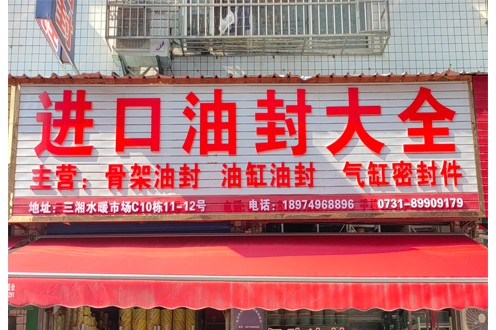 进口油封大全
主营：骨架油封 油缸油封 气缸密封件
地址：三湘水暖市场C10栋11-12号 电话：18974968896 0731-89909179